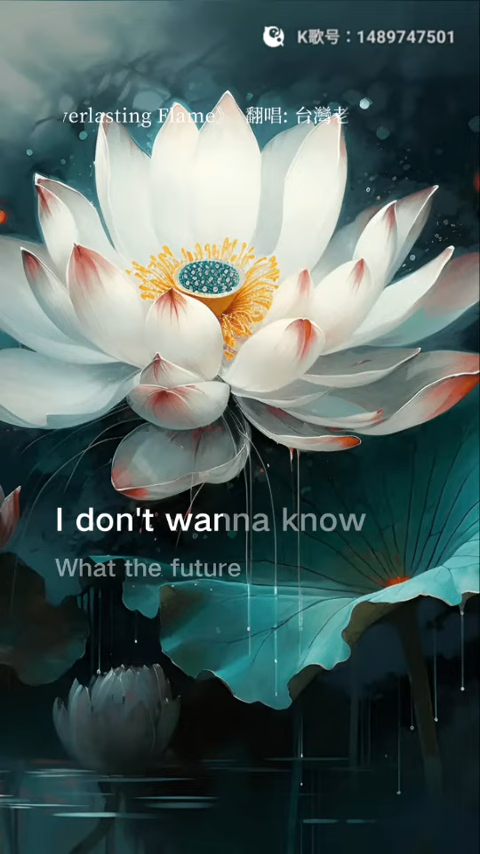 K歌号：1489747501
verlasting Flame》 翻唱: 台灣老
I don't wanna know
What the future